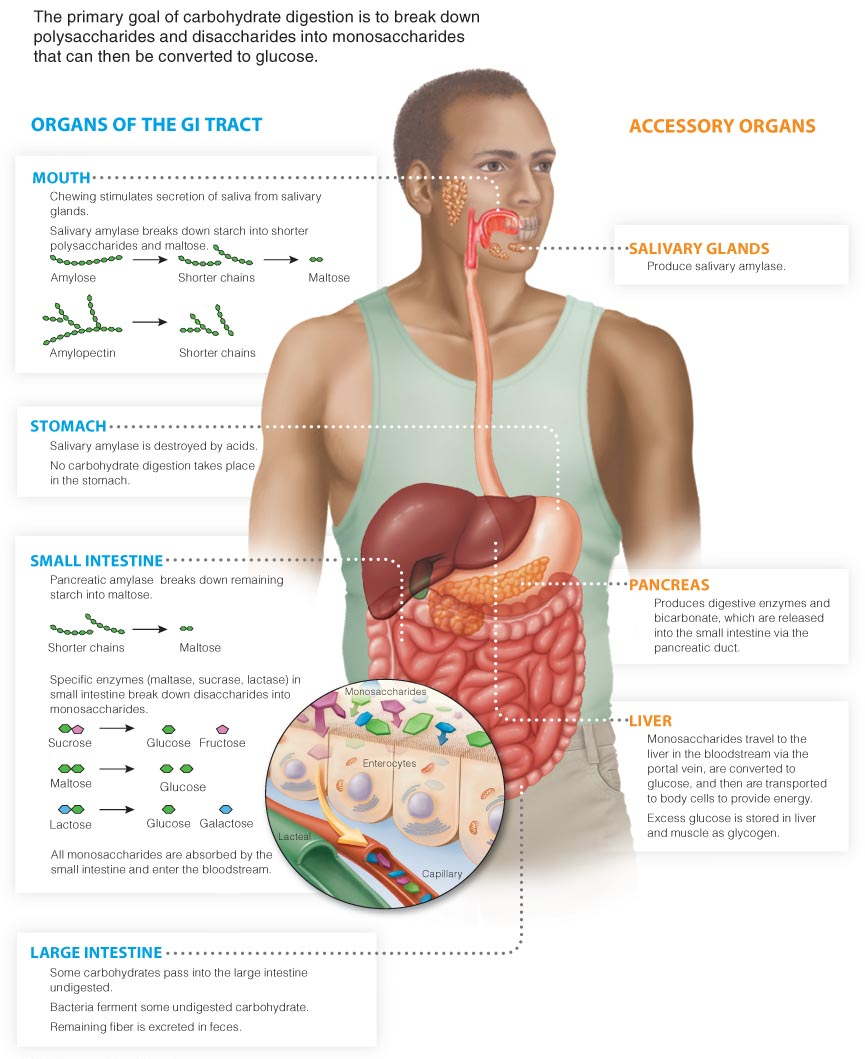 The primary goal of carbohydrate digestion is to break down
polysaccharides and disaccharides into monosaccharides
that can then be converted to glucose.
ORGANS OF THE GI TRACT
ACCESSORY ORGANS
MOUTH
Chewing stimulates secretion of saliva from salivary
glands.
Salivary amylase breaks down starch into shorter
polysaccharides and maltose.
Amylose
Shorter chains
Maltose
Amylopectin
Shorter chains
SALIVARY GLANDS
Produce salivary amylase.
STOMACH
Salivary amylase is destroyed by acids.
No carbohydrate digestion takes place
in the stomach.
SMALL INTESTINE
Pancreatic amylase breaks down remaining
starch into maltose.
Shorter chains
Maltose
Specific enzymes (maltase, sucrase, lactase) in
small intestine break down disaccharides into
monosaccharides.
Sucrose
Glucose
Fructose
Maltose
Glucose
Lactose
Glucose
Galactose
All monosaccharides are absorbed by the
small intestine and enter the bloodstream.
Monosaccharides
Enterocytes
Lacteal
Capillary
PANCREAS
Produces digestive enzymes and
bicarbonate, which are released
into the small intestine via the
pancreatic duct.
LIVER
Monosaccharides travel to the
liver in the bloodstream via the
portal vein, are converted to
glucose, and then are transported
to body cells to provide energy.
Excess glucose is stored in liver
and muscle as glycogen.
LARGE INTESTINE
Some carbohydrates pass into the large intestine
undigested.
Bacteria ferment some undigested carbohydrate.
Remaining fiber is excreted in feces.